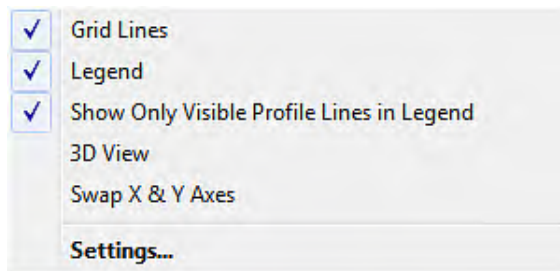 Grid Lines
Legend
Show Only Visible Profile Lines in Legend
3D View
Swap X & Y Axes
Settings...